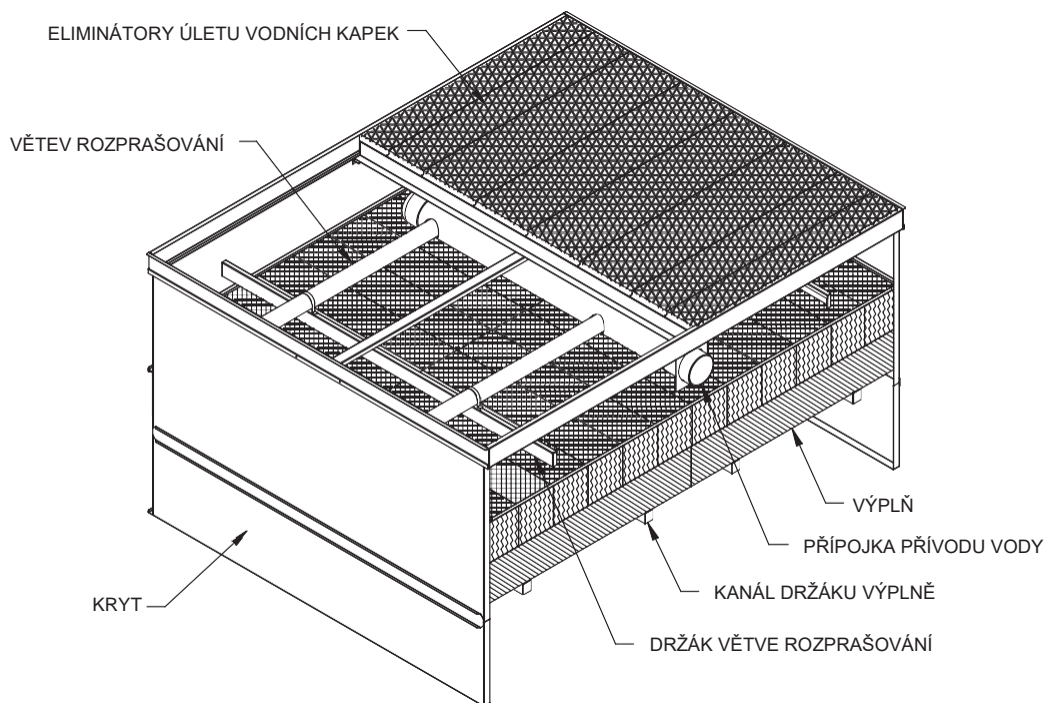 ELIMINÁTORY ÚLETU VODNÍCH KAPEK
VĚTEV ROZPRAŠOVÁNÍ
VÝPLŇ
PŘÍPOJKA PŘÍVODU VODY
KANÁL DRŽÁKU VÝPLNĚ
KRYT
DRŽÁK VĚTVE ROZPRAŠOVÁNÍ